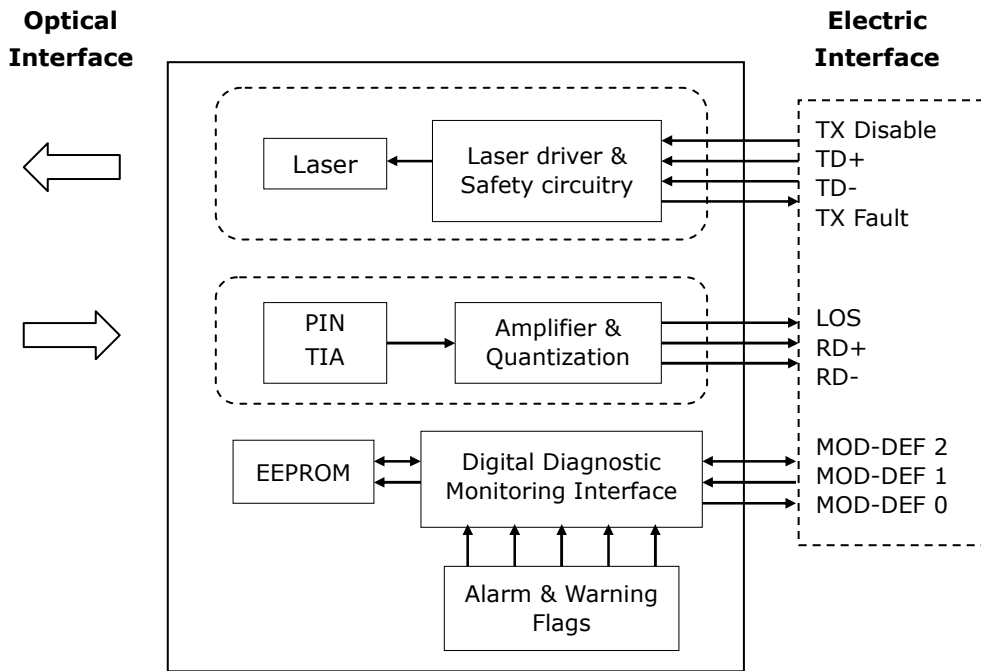 Optical
Interface
Electric
Interface
Laser
Laser driver &
Safety circuitry
TX Disable
TD+
TD-
TX Fault
PIN
TIA
Amplifier &
Quantization
LOS
RD+
RD-
EEPROM
Digital Diagnostic
Monitoring Interface
MOD-DEF 2
MOD-DEF 1
MOD-DEF 0
Alarm & Warning
Flags